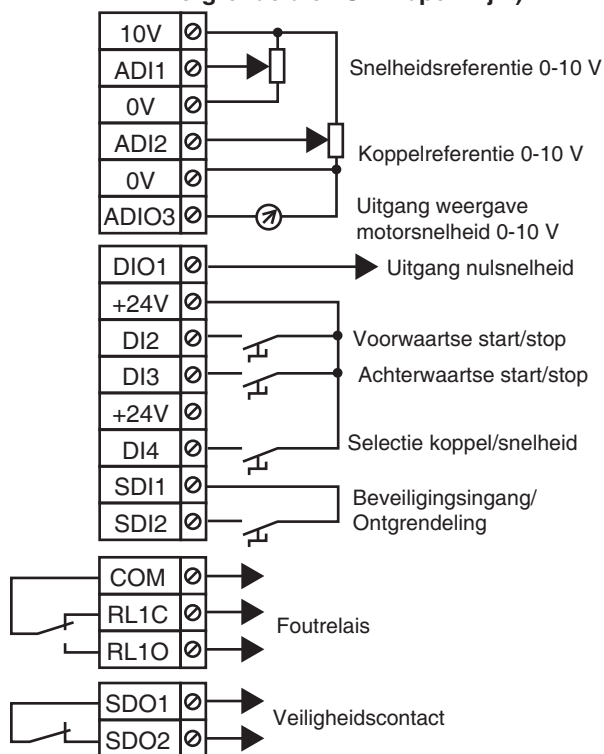 10V
ADI1
Snelheidsreferentie 0-10 V
0V
ADI2
Koppelreferentie 0-10 V
0V
ADIO3
Uitgang weergave
motorsnelheid 0-10 V
DIO1
Uitgang nulsnelheid
+24V
DI2
Voorwaartse start/stop
DI3
Achterwaartse start/stop
+24V
DI4
Selectie koppel/snelheid
SDI1
SDI2
Beveiligingsingang/
Ontgrendeling
COM
RL1C
RL1O
Foutrelais
SDO1
SDO2
Veiligheidscontact